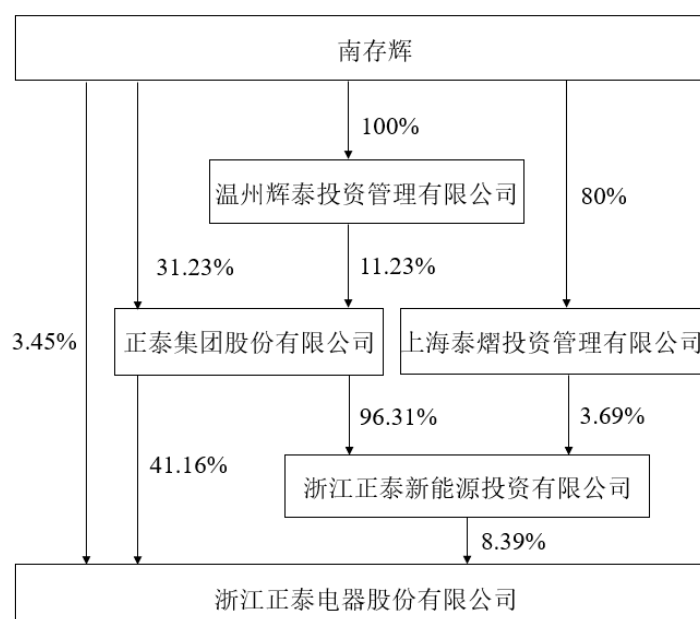 南存辉
100%
温州辉泰投资管理有限公司
80%
31.23%
11.23%
3.45%
正泰集团股份有限公司
上海泰熠投资管理有限公司
96.31%
3.69%
41.16%
浙江正泰新能源投资有限公司
8.39%
浙江正泰电器股份有限公司